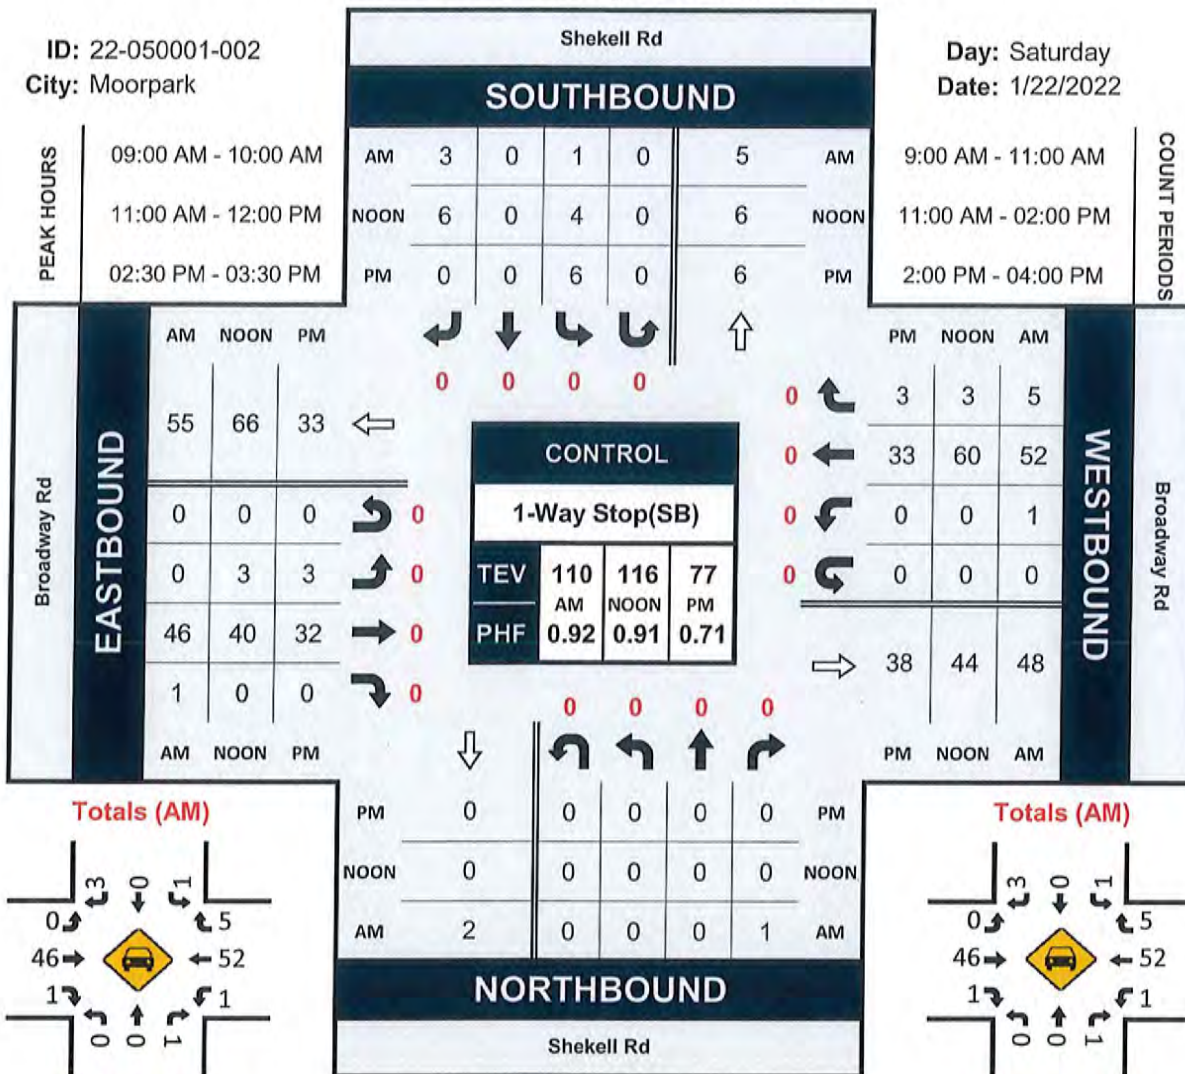 ID: 22-050001-002
City: Moorpark
Shekell Rd
SOUTHBOUND
Day: Saturday
Date: 1/22/2022
PEAK HOURS
09:00 AM - 10:00 AM
11:00 AM - 12:00 PM
02:30 PM - 03:30 PM
AM 3 0 1 0 5 AM
NOON 6 0 4 0 6 NOON
PM 0 0 6 0 6 PM
9:00 AM - 11:00 AM
11:00 AM - 02:00 PM
2:00 PM - 04:00 PM
COUNT PERIODS
0 0 0 0
Broadway Rd
EASTBOUND
AM NOON PM
55 66 33
0 0 0 0
0 3 3 0
46 40 32 0
1 0 0 0
AM NOON PM
CONTROL
1-Way Stop(SB)
TEV 110 116 77
AM NOON PM
PHF 0.92 0.91 0.71
PM NOON AM
0 3 3 5
0 33 60 52
0 0 0 1
0 0 0 0
38 44 48
PM NOON AM
WESTBOUND
Broadway Rd
0 0 0 0
PM 0 0 0 0 0 PM
NOON 0 0 0 0 0 NOON
AM 2 0 0 0 1 AM
NORTHBOUND
Shekell Rd
Totals (AM)
3 0 1
0 5
46 52
1 1
0 0 1
Totals (AM)
3 0 1
0 5
46 52
1 1
0 0 1